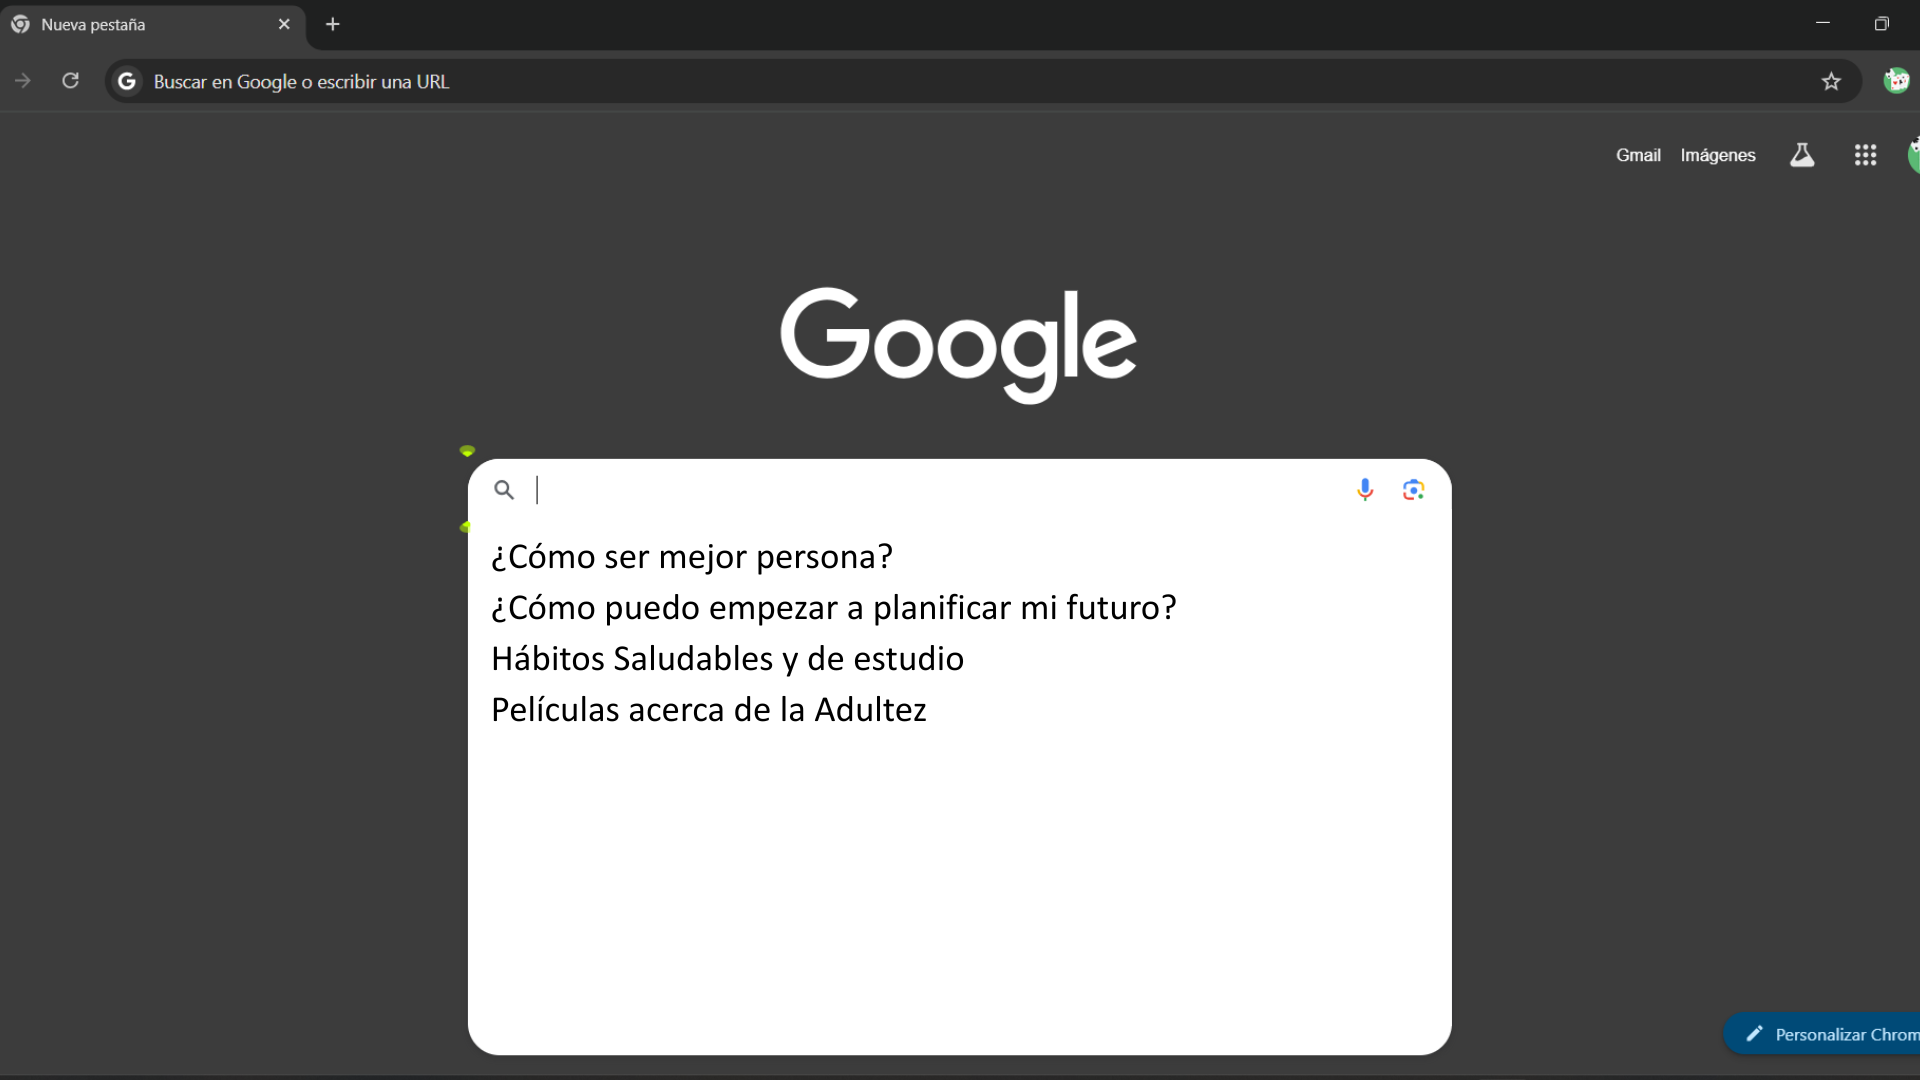 Nueva pestaña
Buscar en Google o escribir una URL
Gmail Imágenes
Google
¿Cómo ser mejor persona?
¿Cómo puedo empezar a planificar mi futuro?
Hábitos Saludables y de estudio
Películas acerca de la Adultez
Personalizar Chrom